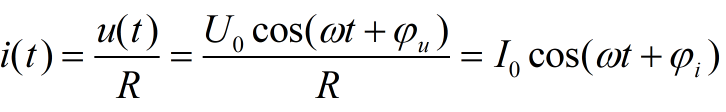 i(t) = u(t)/R = U₀ cos(ωt + φᵤ)/R = I₀ cos(ωt + φᵢ)